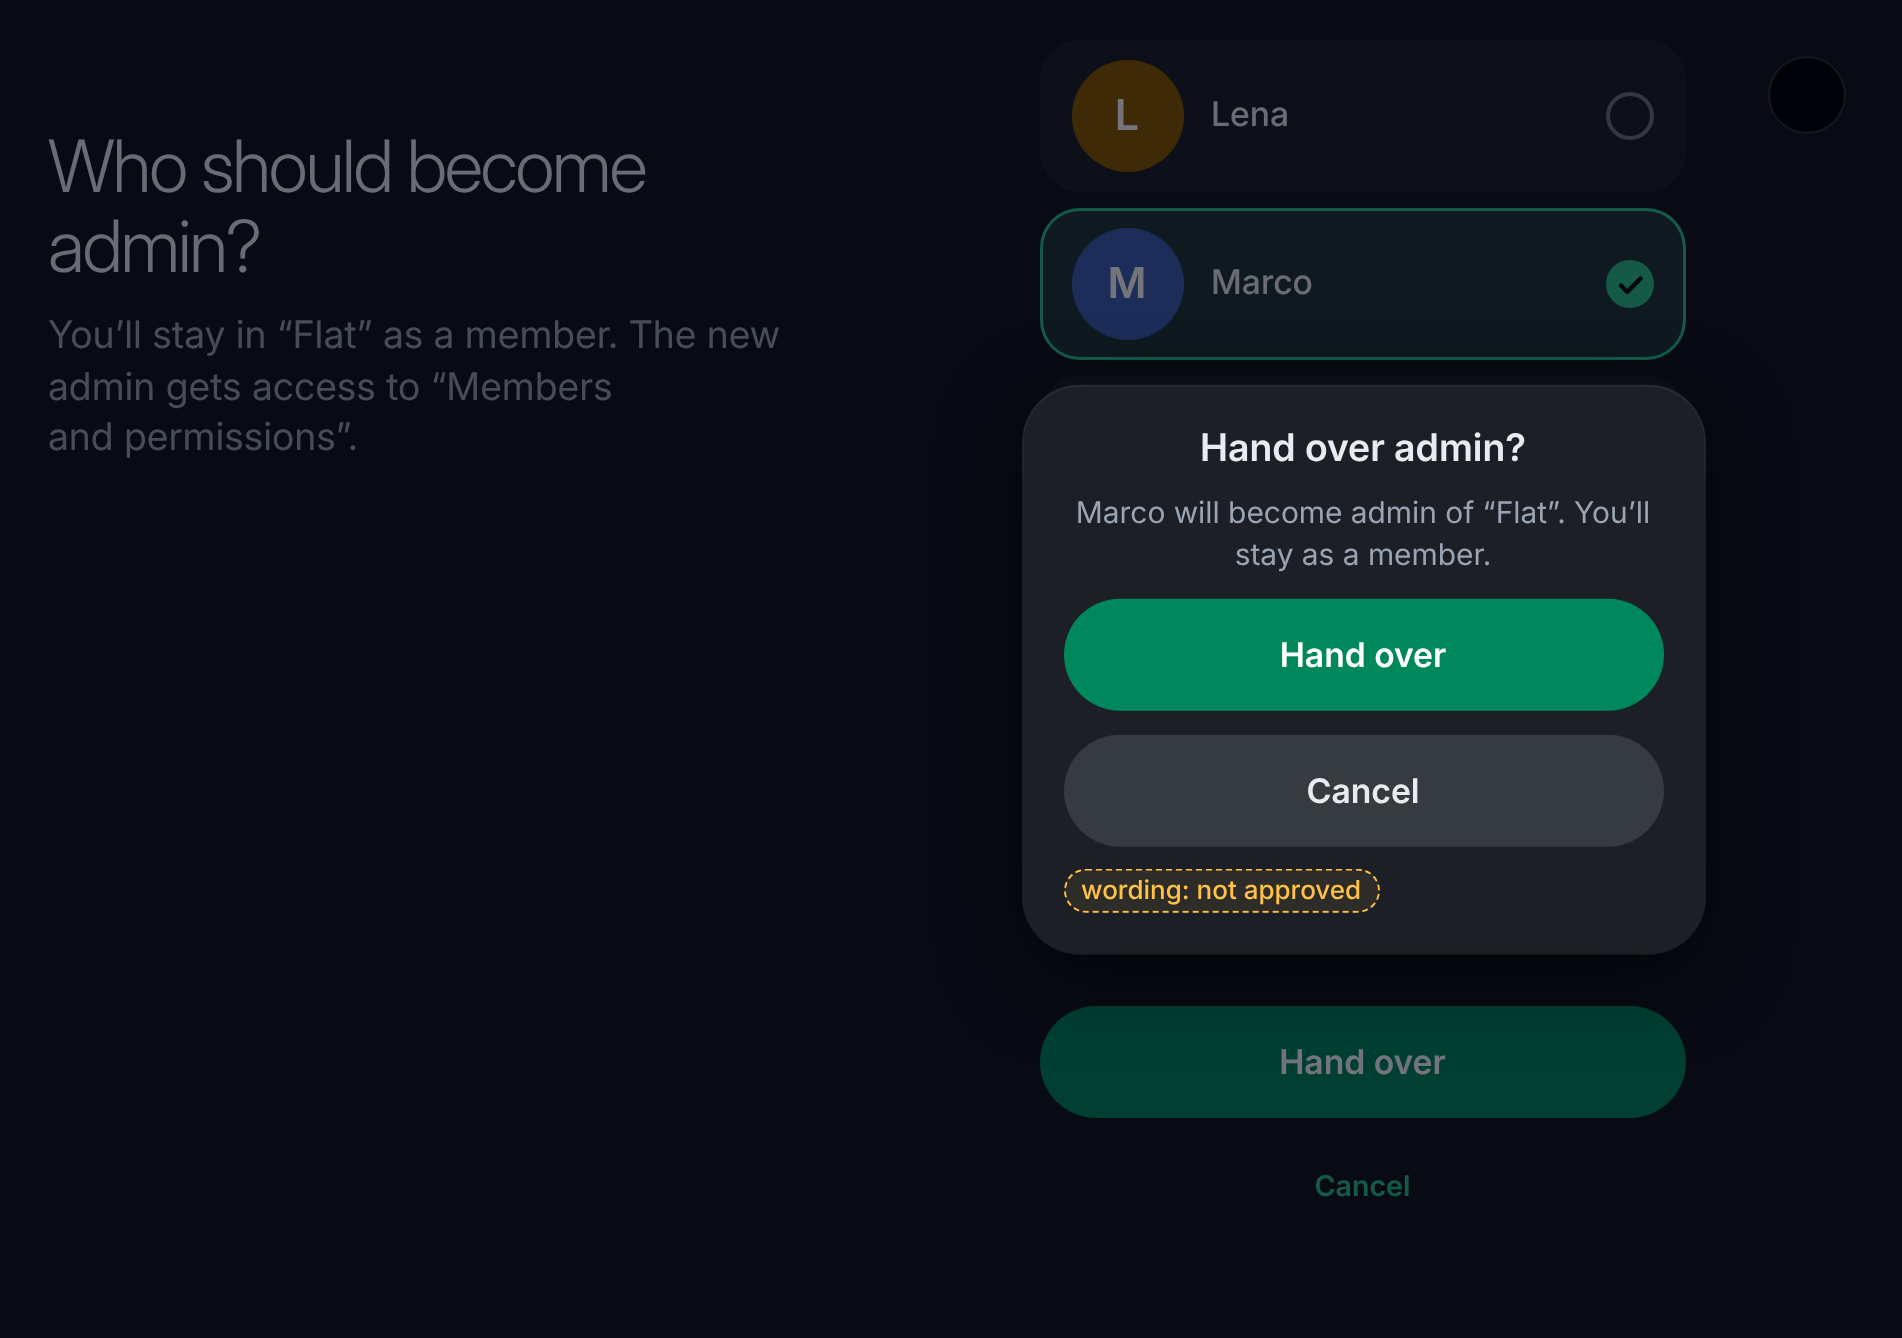 Who should become
admin?
You’ll stay in “Flat” as a member. The new
admin gets access to “Members
and permissions”.
L
Lena
M
Marco
Hand over admin?
Marco will become admin of “Flat”. You’ll
stay as a member.
Hand over
Cancel
wording: not approved
Hand over
Cancel